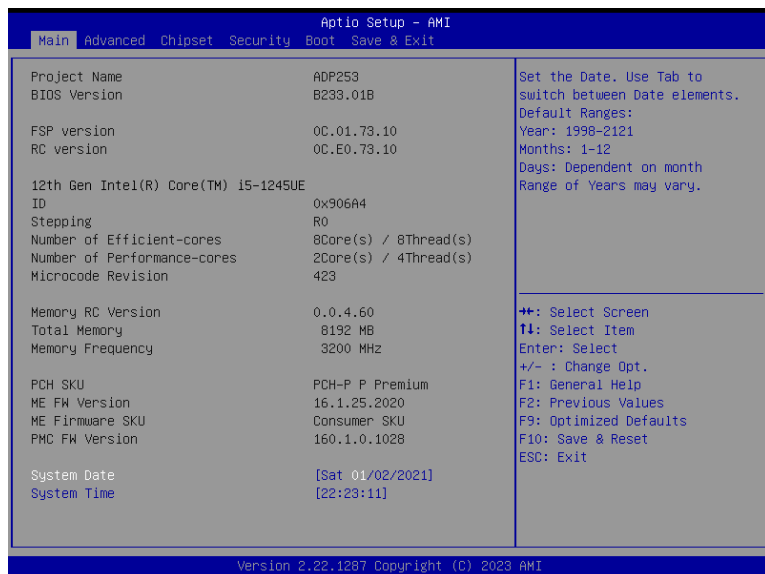 Aptio Setup – AMI
Main Advanced Chipset Security Boot Save & Exit
Project Name ADP253
BIOS Version B233.01B
FSP version 0C.01.73.10
RC version 0C.E0.73.10
12th Gen Intel(R) Core(TM) i5-1245UE
ID 0x906A4
Stepping R0
Number of Efficient-cores 8Core(s) / 8Thread(s)
Number of Performance-cores 2Core(s) / 4Thread(s)
Microcode Revision 423
Memory RC Version 0.0.4.60
Total Memory 8192 MB
Memory Frequency 3200 MHz
PCH SKU PCH-P P Premium
ME FW Version 16.1.25.2020
ME Firmware SKU Consumer SKU
PMC FW Version 160.1.0.1028
System Date [Sat 01/02/2021]
System Time [22:23:11]
Set the Date. Use Tab to
switch between Date elements.
Default Ranges:
Year: 1998-2121
Months: 1-12
Days: Dependent on month
Range of Years may vary.
→←: Select Screen
↑↓: Select Item
Enter: Select
+/- : Change Opt.
F1: General Help
F2: Previous Values
F9: Optimized Defaults
F10: Save & Reset
ESC: Exit
Version 2.22.1287 Copyright (C) 2023 AMI